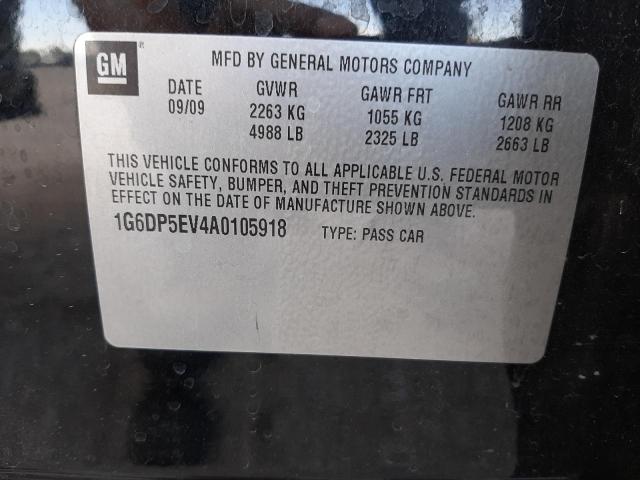 GM ® MFD BY GENERAL MOTORS COMPANY
DATE GVWR GAWR FRT GAWR RR
09/09 2263 KG 1055 KG 1208 KG
4988 LB 2325 LB 2663 LB
THIS VEHICLE CONFORMS TO ALL APPLICABLE U.S. FEDERAL MOTOR
VEHICLE SAFETY, BUMPER, AND THEFT PREVENTION STANDARDS IN
EFFECT ON THE DATE OF MANUFACTURE SHOWN ABOVE.
1G6DP5EV4A0105918 TYPE: PASS CAR